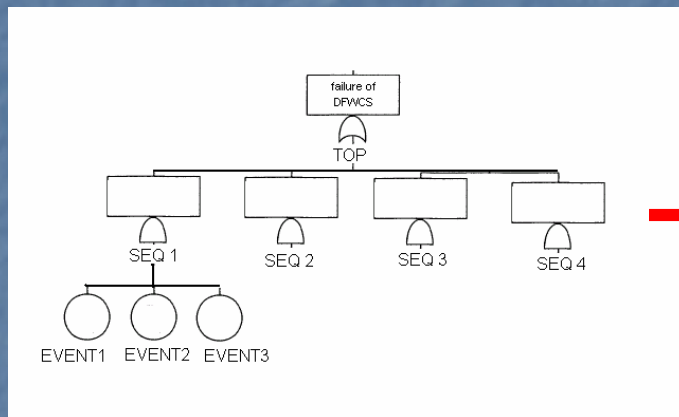 failure of
DFWCS
TOP
SEQ 1
SEQ 2
SEQ 3
SEQ 4
EVENT1
EVENT2
EVENT3